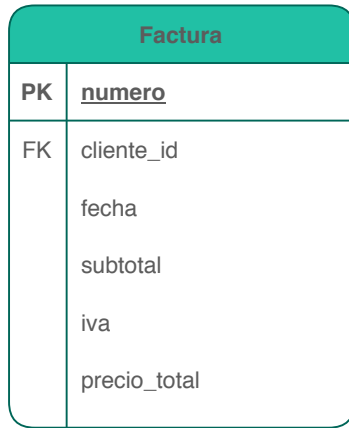 Factura
PK numero
FK cliente_id
fecha
subtotal
iva
precio_total